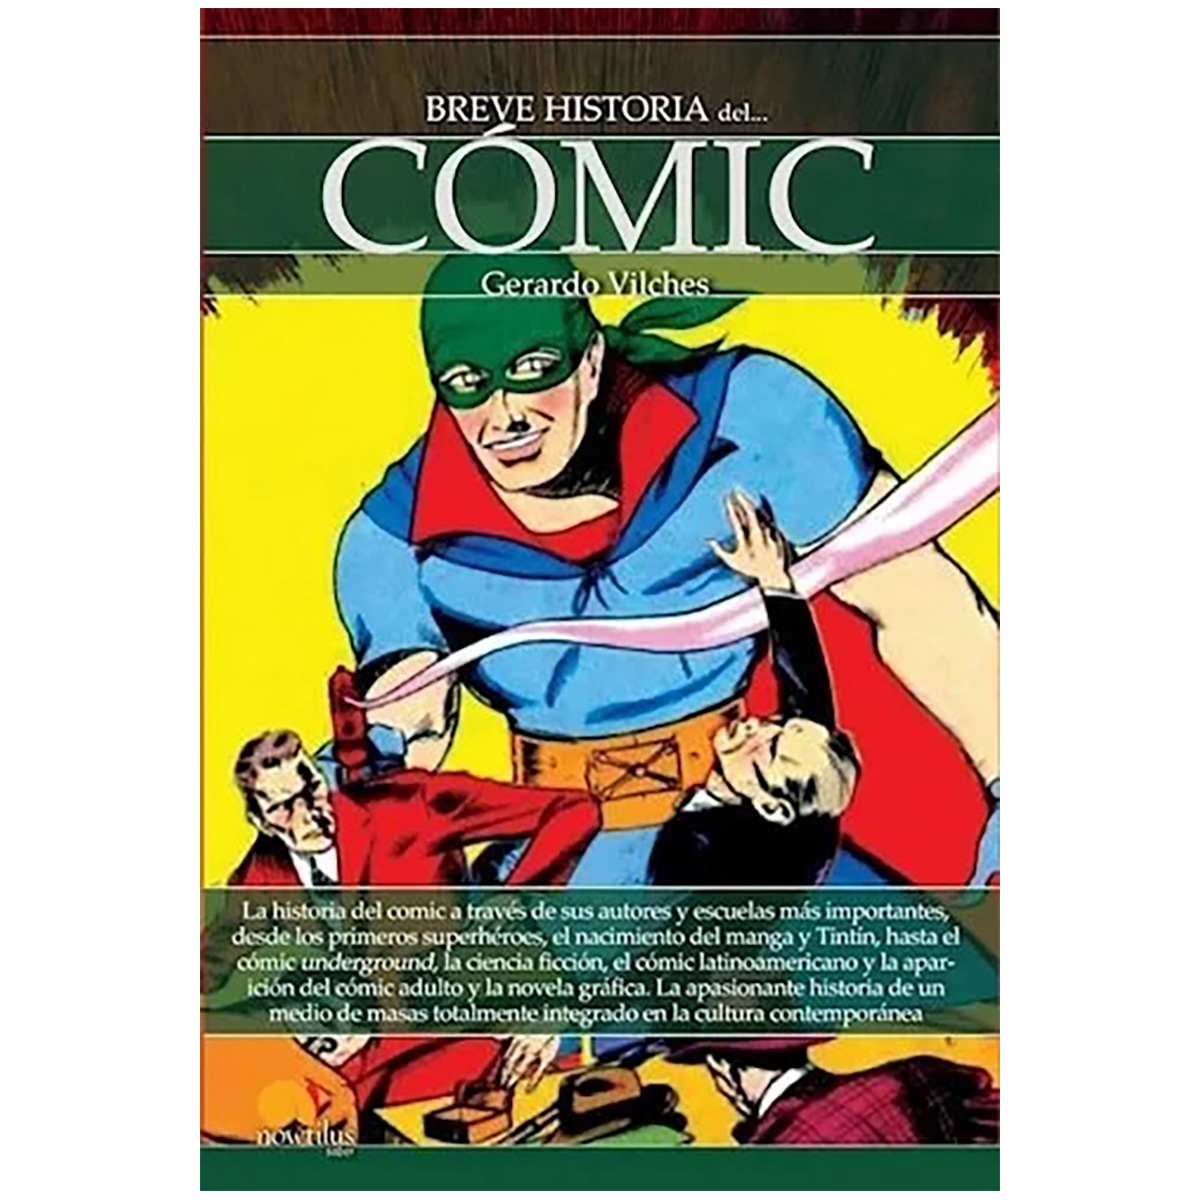 BREVE HISTORIA del...
CÓMIC
Gerardo Vilches
La historia del comic a través de sus autores y escuelas más importantes,
desde los primeros superhéroes, el nacimiento del manga y Tintín, hasta el
cómic underground, la ciencia ficción, el cómic latinoamericano y la apar-
ición del cómic adulto y la novela gráfica. La apasionante historia de un
medio de masas totalmente integrado en la cultura contemporánea
nowtilus
saber